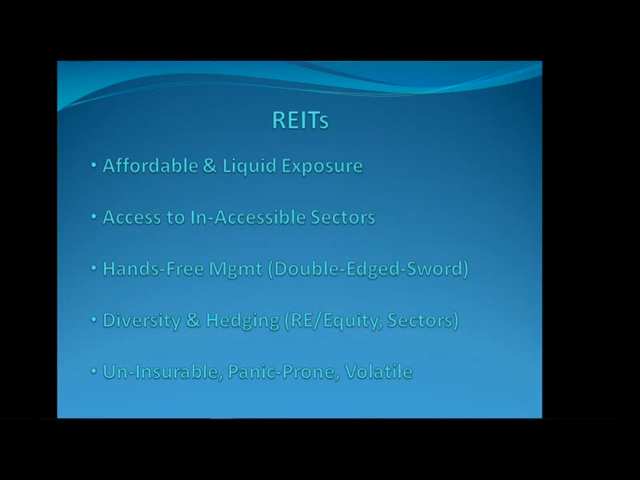 REITs
• Affordable & Liquid Exposure
• Access to In-Accessible Sectors
• Hands-Free Mgmt (Double-Edged-Sword)
• Diversity & Hedging (RE/Equity, Sectors)
• Un-Insurable, Panic-Prone, Volatile